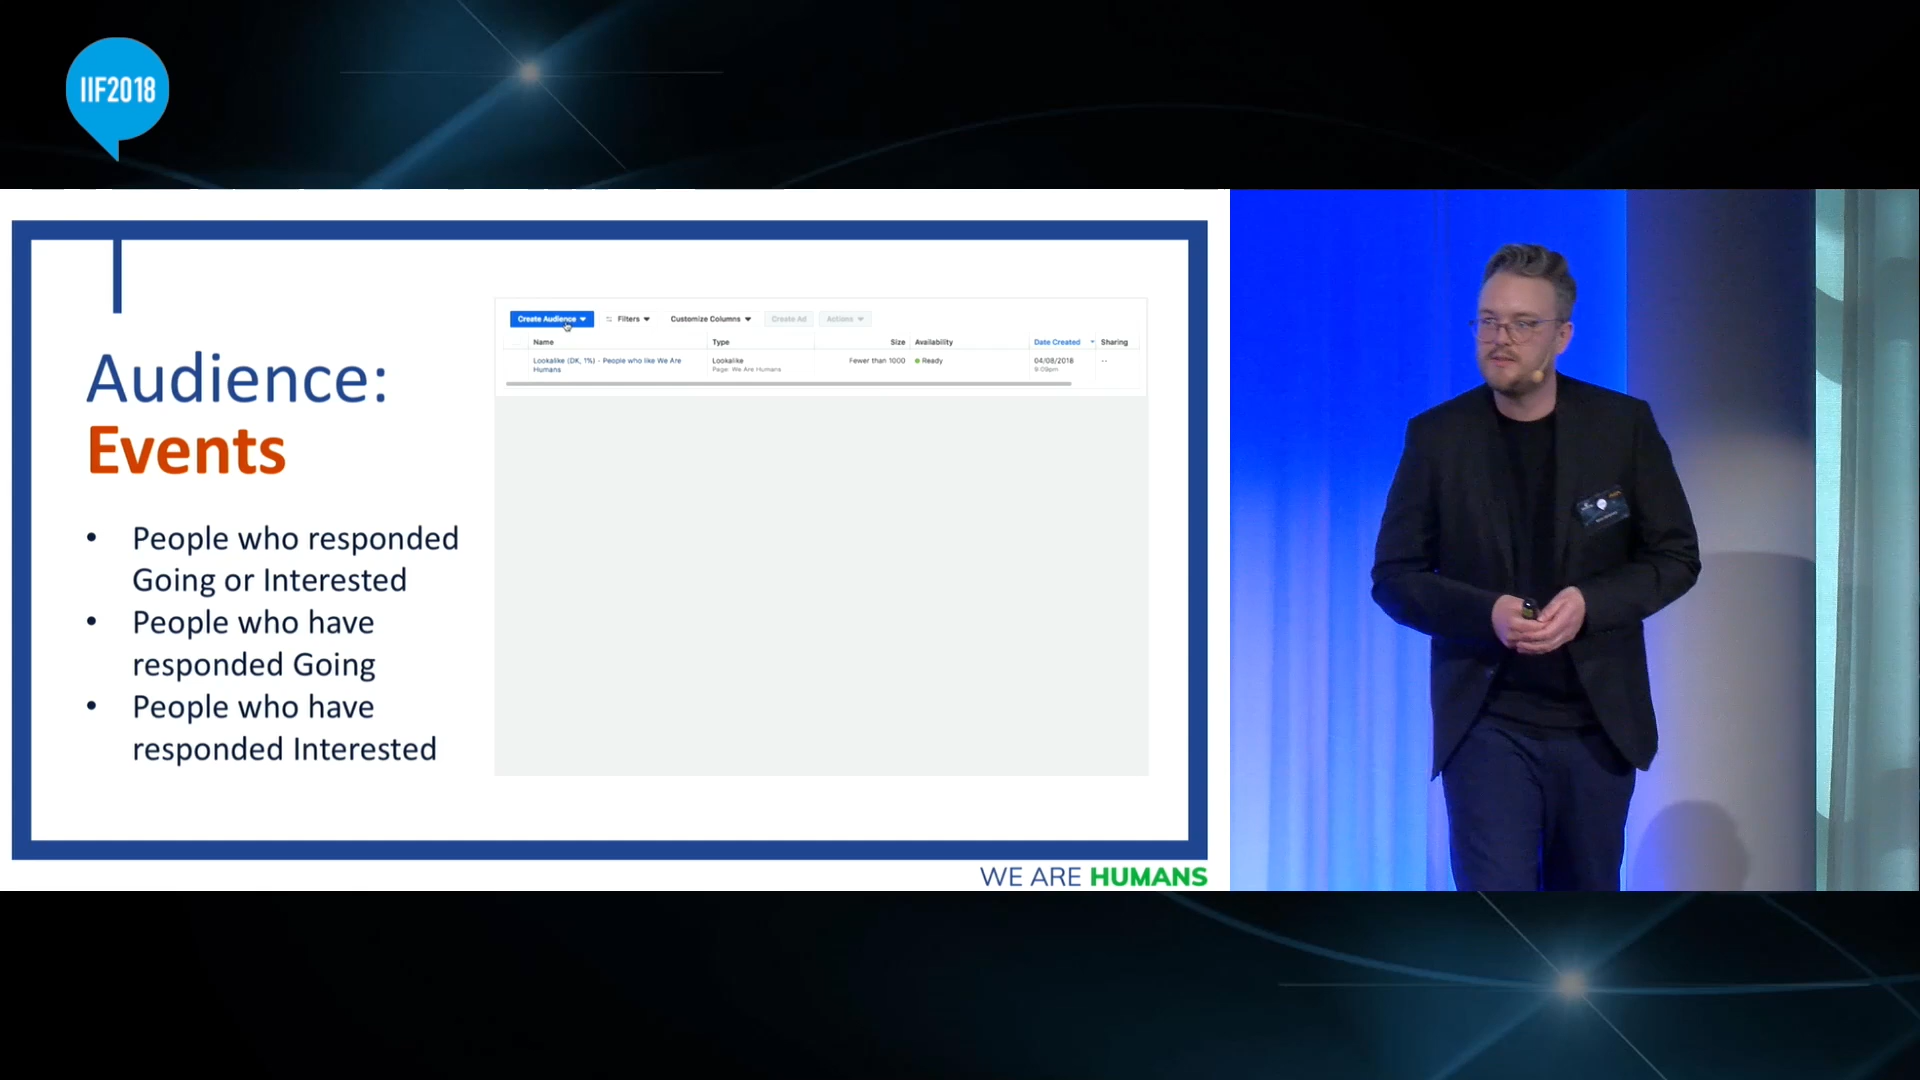 IIF2018
Audience:
Events
• People who responded
Going or Interested
• People who have
responded Going
• People who have
responded Interested
Create Audience
Filters
Customize Columns
Create Ad
Actions
Name Type Size Availability Date Created Sharing
Lookalike (DK, 1%) - People who like We Are Lookalike Fewer than 1000 Ready 04/08/2018 --
Humans Page: We Are Humans 9:09pm
WE ARE HUMANS